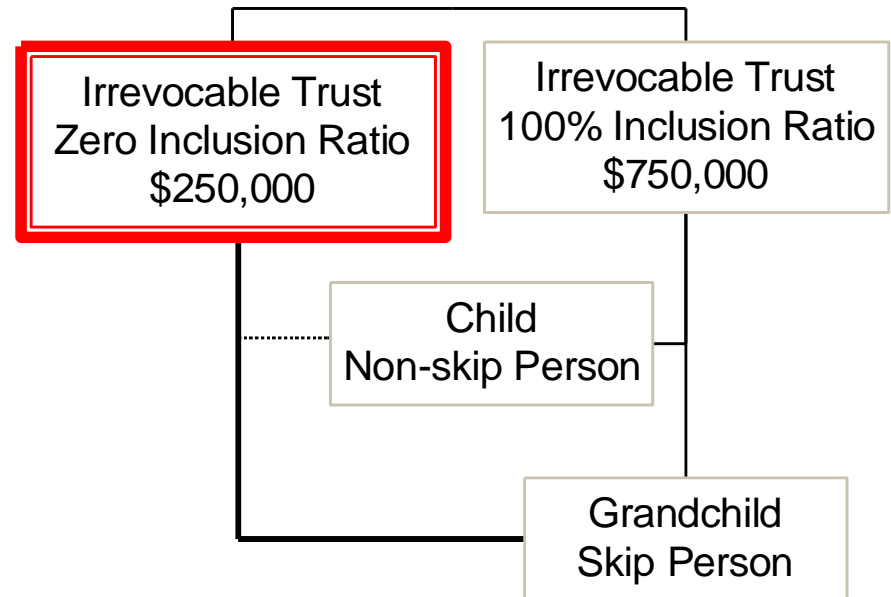 Irrevocable Trust
Zero Inclusion Ratio
$250,000
Irrevocable Trust
100% Inclusion Ratio
$750,000
Child
Non-skip Person
Grandchild
Skip Person